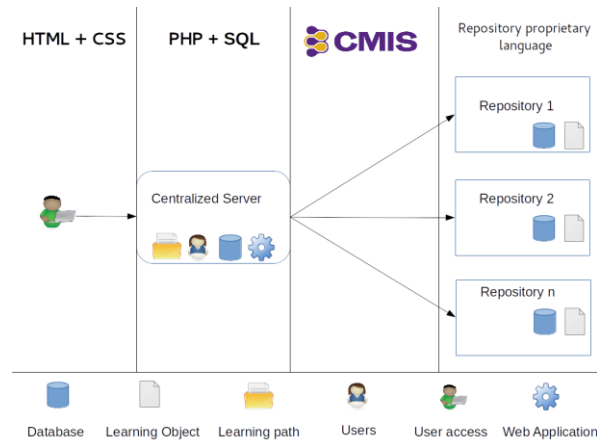 HTML + CSS
PHP + SQL
CMIS
Repository proprietary
language
Repository 1
Centralized Server
Repository 2
Repository n
Database
Learning Object
Learning path
Users
User access
Web Application